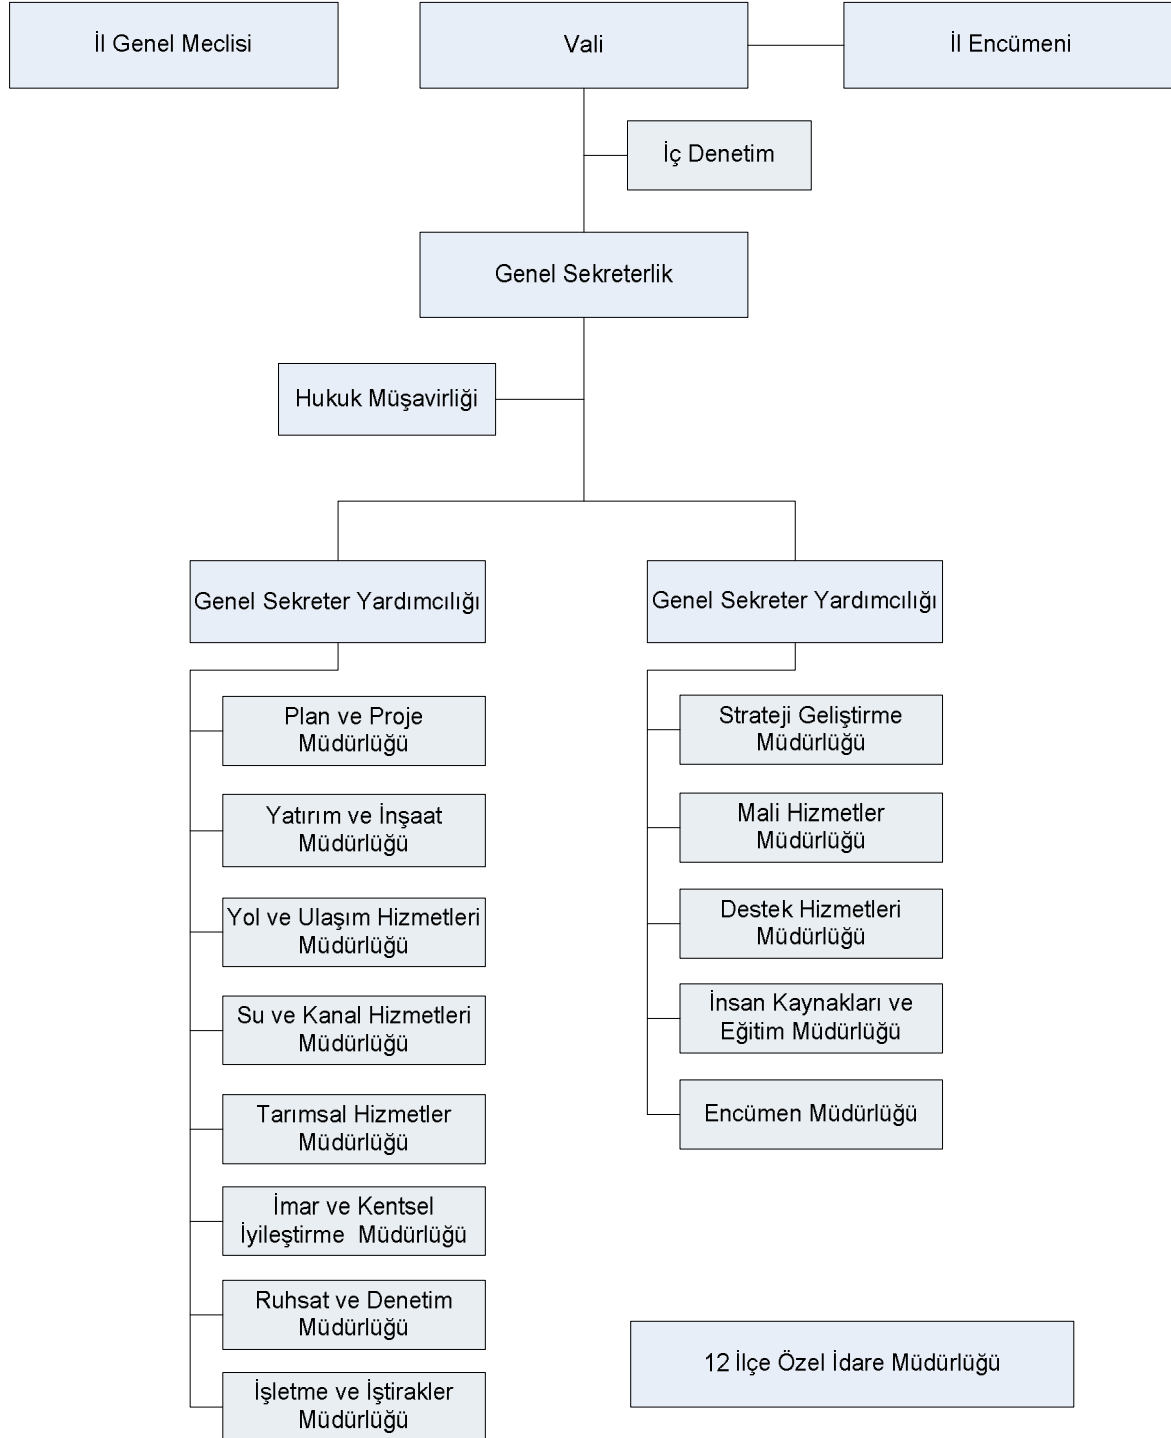 İl Genel Meclisi
Vali
İl Encümeni
İç Denetim
Genel Sekreterlik
Hukuk Müşavirliği
Genel Sekreter Yardımcılığı
Plan ve Proje
Müdürlüğü
Yatırım ve İnşaat
Müdürlüğü
Yol ve Ulaşım Hizmetleri
Müdürlüğü
Su ve Kanal Hizmetleri
Müdürlüğü
Tarımsal Hizmetler
Müdürlüğü
İmar ve Kentsel
İyileştirme  Müdürlüğü
Ruhsat ve Denetim
Müdürlüğü
İşletme ve İştirakler
Müdürlüğü
Genel Sekreter Yardımcılığı
Strateji Geliştirme
Müdürlüğü
Mali Hizmetler
Müdürlüğü
Destek Hizmetleri
Müdürlüğü
İnsan Kaynakları ve
Eğitim Müdürlüğü
Encümen Müdürlüğü
12 İlçe Özel İdare Müdürlüğü